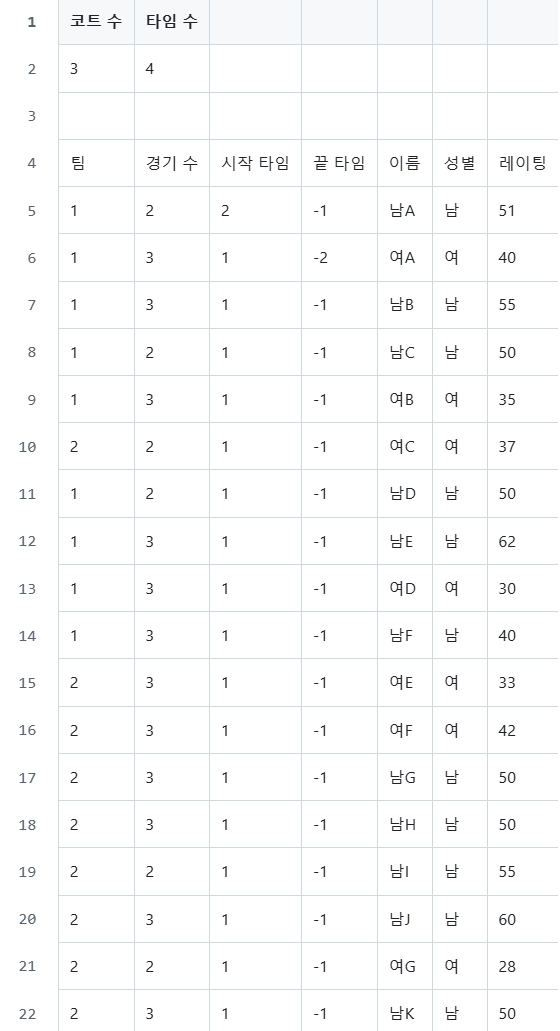 1 코트 수 타임 수
2 3 4
3
4 팀 경기 수 시작 타임 끝 타임 이름 성별 레이팅
5 1 2 2 -1 남A 남 51
6 1 3 1 -2 여A 여 40
7 1 3 1 -1 남B 남 55
8 1 2 1 -1 남C 남 50
9 1 3 1 -1 여B 여 35
10 2 2 1 -1 여C 여 37
11 1 2 1 -1 남D 남 50
12 1 3 1 -1 남E 남 62
13 1 3 1 -1 여D 여 30
14 1 3 1 -1 남F 남 40
15 2 3 1 -1 여E 여 33
16 2 3 1 -1 여F 여 42
17 2 3 1 -1 남G 남 50
18 2 3 1 -1 남H 남 50
19 2 2 1 -1 남I 남 55
20 2 3 1 -1 남J 남 60
21 2 2 1 -1 여G 여 28
22 2 3 1 -1 남K 남 50